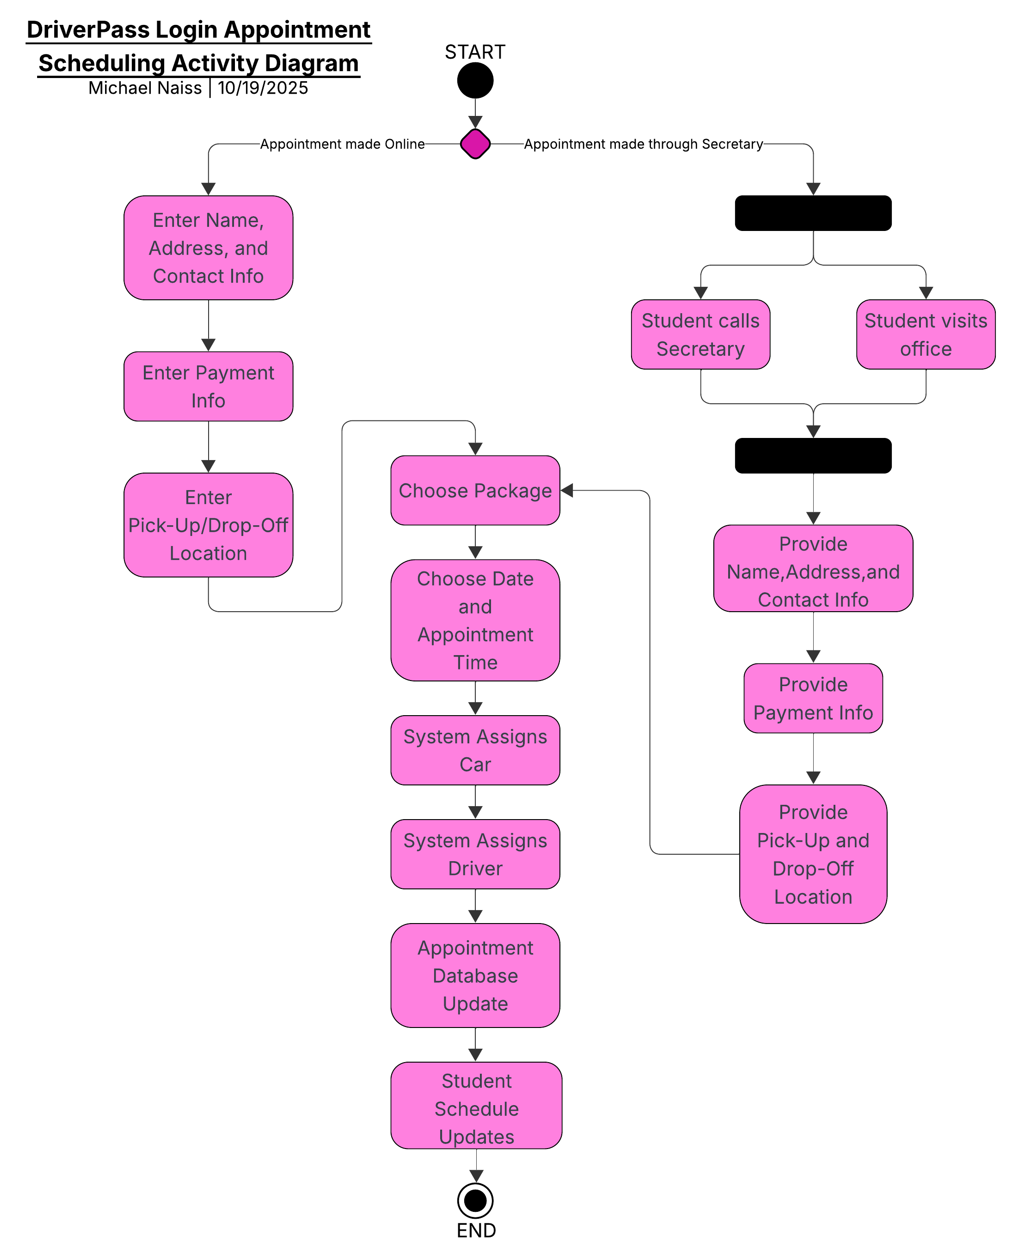 DriverPass Login Appointment
Scheduling Activity Diagram
Michael Naiss | 10/19/2025
START
Appointment made Online
Appointment made through Secretary
Enter Name,
Address, and
Contact Info
Enter Payment
Info
Enter
Pick-Up/Drop-Off
Location
Student calls
Secretary
Student visits
office
Provide
Name,Address,and
Contact Info
Provide
Payment Info
Provide
Pick-Up and
Drop-Off
Location
Choose Package
Choose Date
and
Appointment
Time
System Assigns
Car
System Assigns
Driver
Appointment
Database
Update
Student
Schedule
Updates
END